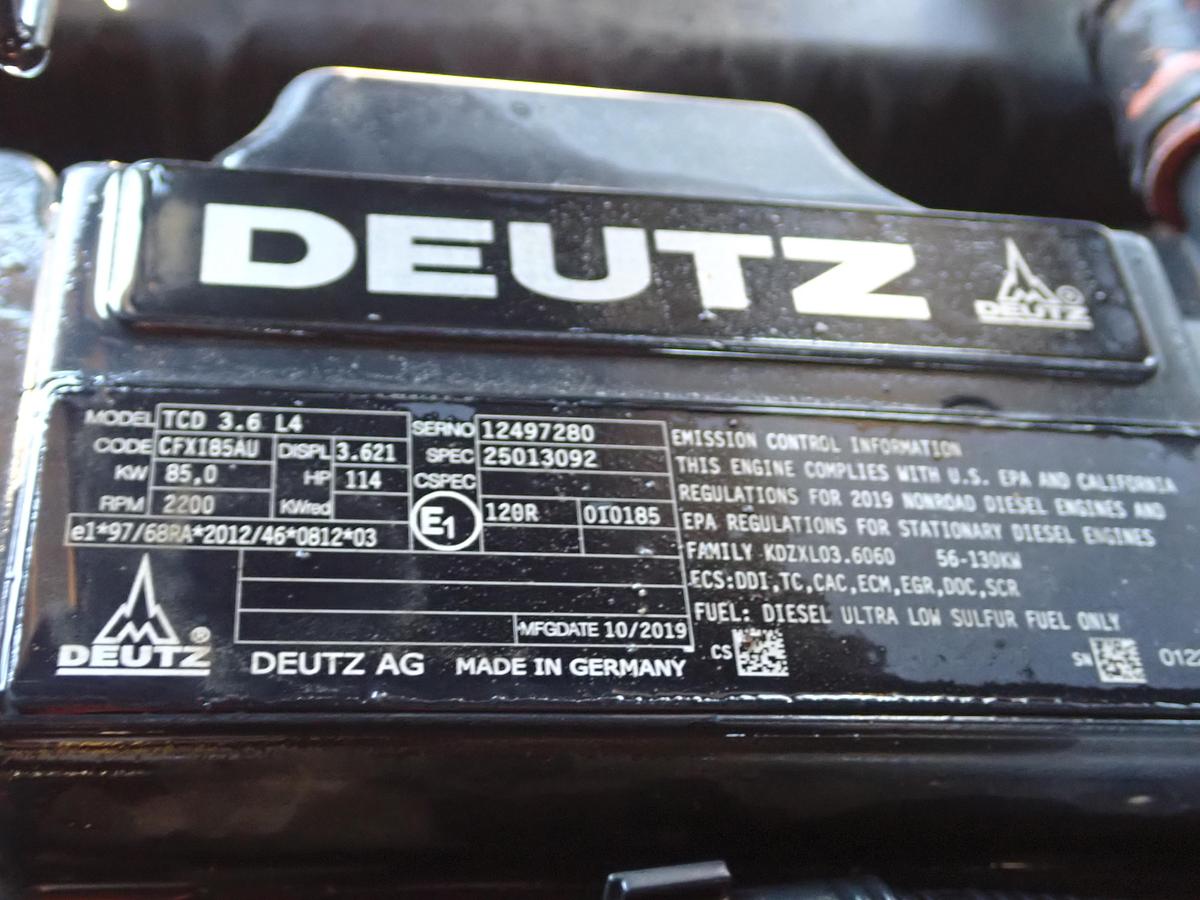 DEUTZ
DEUTZ ®
MODEL TCD 3.6 L4
CODE CFXI85AU DISPL 3.621
KW 85,0 HP 114
RPM 2200 KWred
e1*97/68RA*2012/46*0812*03
SERNO 12497280
SPEC 25013092
CSPEC
E1 120R 010185
MFGDATE 10/2019
DEUTZ ®
DEUTZ AG MADE IN GERMANY
EMISSION CONTROL INFORMATION
THIS ENGINE COMPLIES WITH U.S. EPA AND CALIFORNIA
REGULATIONS FOR 2019 NONROAD DIESEL ENGINES AND
EPA REGULATIONS FOR STATIONARY DIESEL ENGINES
FAMILY KDZXL03.6060 56-130KW
ECS:DDI,TC,CAC,ECM,EGR,DOC,SCR
FUEL: DIESEL ULTRA LOW SULFUR FUEL ONLY
CS
SN